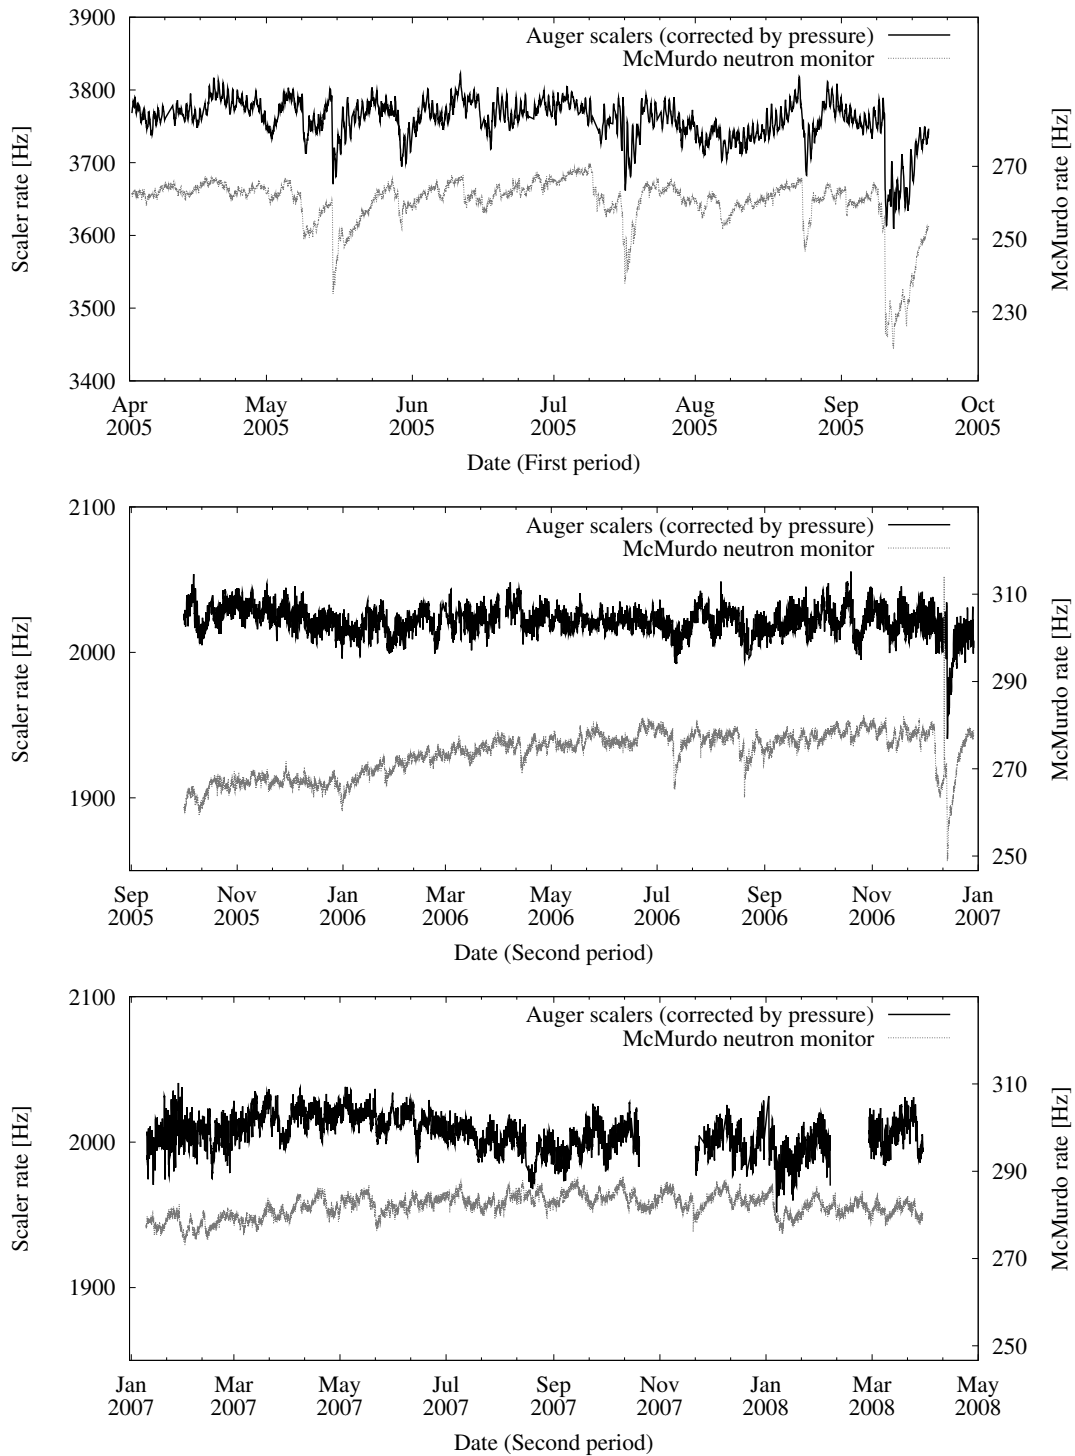 3900
3800
3700
3600
3500
3400
Scaler rate [Hz]
Auger scalers (corrected by pressure)
McMurdo neutron monitor
270
250
230
McMurdo rate [Hz]
Apr 2005
May 2005
Jun 2005
Jul 2005
Aug 2005
Sep 2005
Oct 2005
Date (First period)
2100
2000
1900
Scaler rate [Hz]
Auger scalers (corrected by pressure)
McMurdo neutron monitor
310
290
270
250
McMurdo rate [Hz]
Sep 2005
Nov 2005
Jan 2006
Mar 2006
May 2006
Jul 2006
Sep 2006
Nov 2006
Jan 2007
Date (Second period)
2100
2000
1900
Scaler rate [Hz]
Auger scalers (corrected by pressure)
McMurdo neutron monitor
310
290
270
250
McMurdo rate [Hz]
Jan 2007
Mar 2007
May 2007
Jul 2007
Sep 2007
Nov 2007
Jan 2008
Mar 2008
May 2008
Date (Second period)